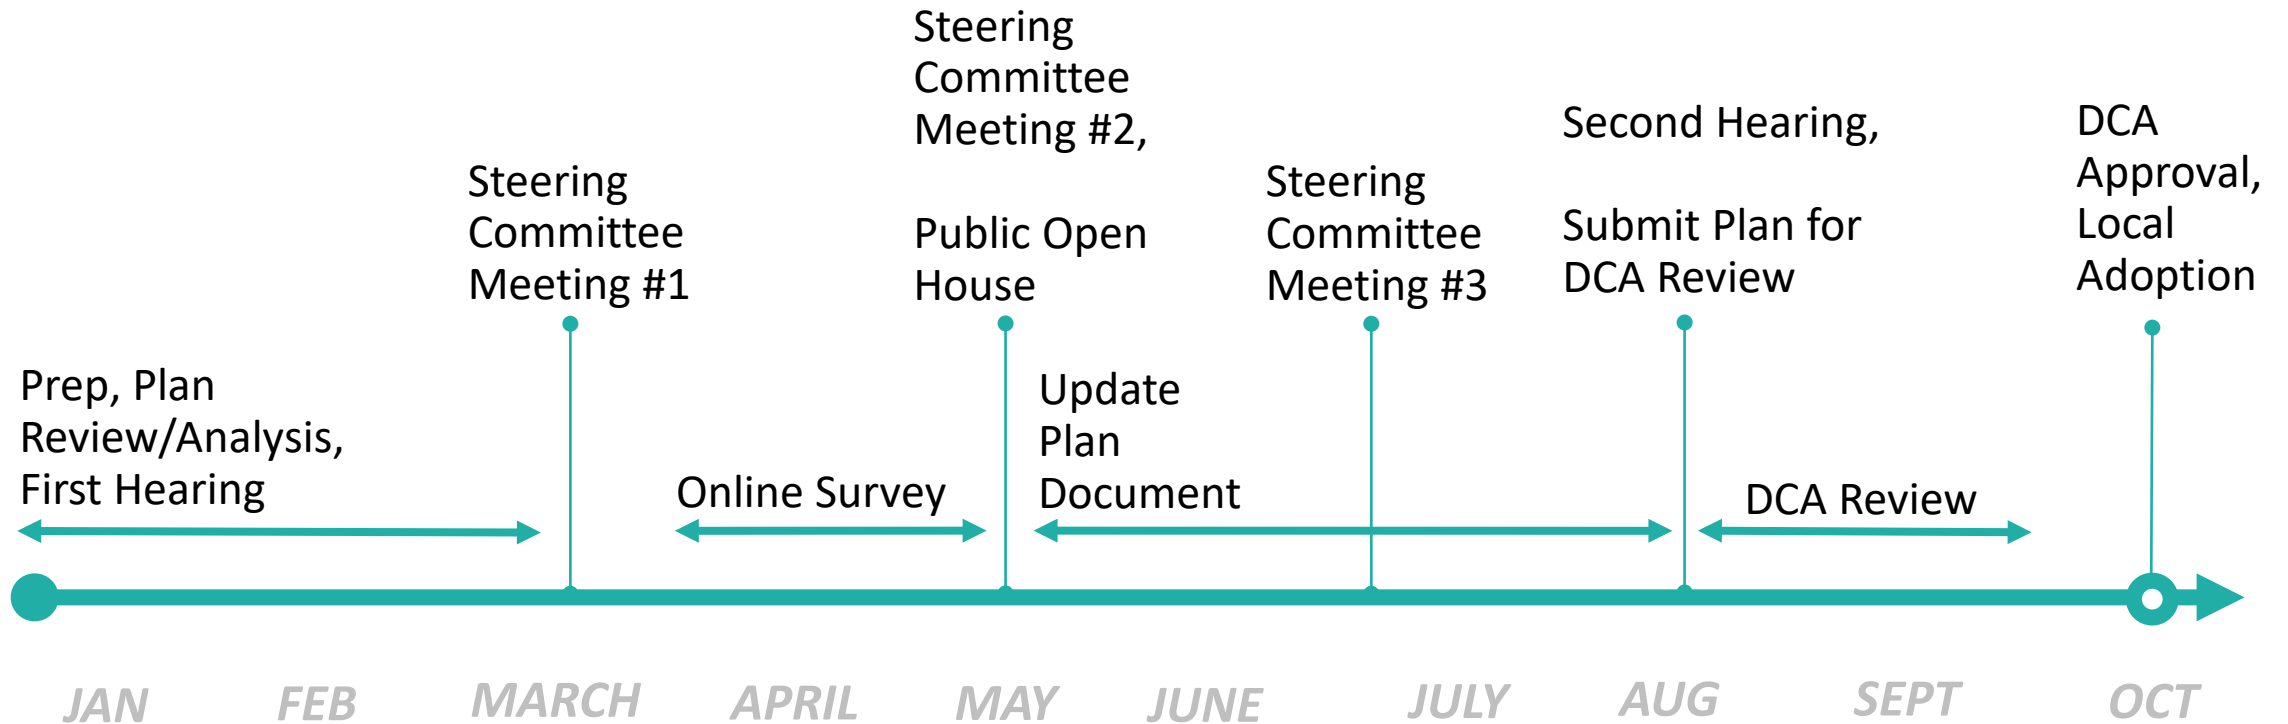 Steering
Committee
Meeting #1
Steering
Committee
Meeting #2,
Public Open
House
Steering
Committee
Meeting #3
Second Hearing,
Submit Plan for
DCA Review
DCA
Approval,
Local
Adoption
Prep, Plan
Review/Analysis,
First Hearing
Online Survey
Update
Plan
Document
DCA Review
JAN
FEB
MARCH
APRIL
MAY
JUNE
JULY
AUG
SEPT
OCT